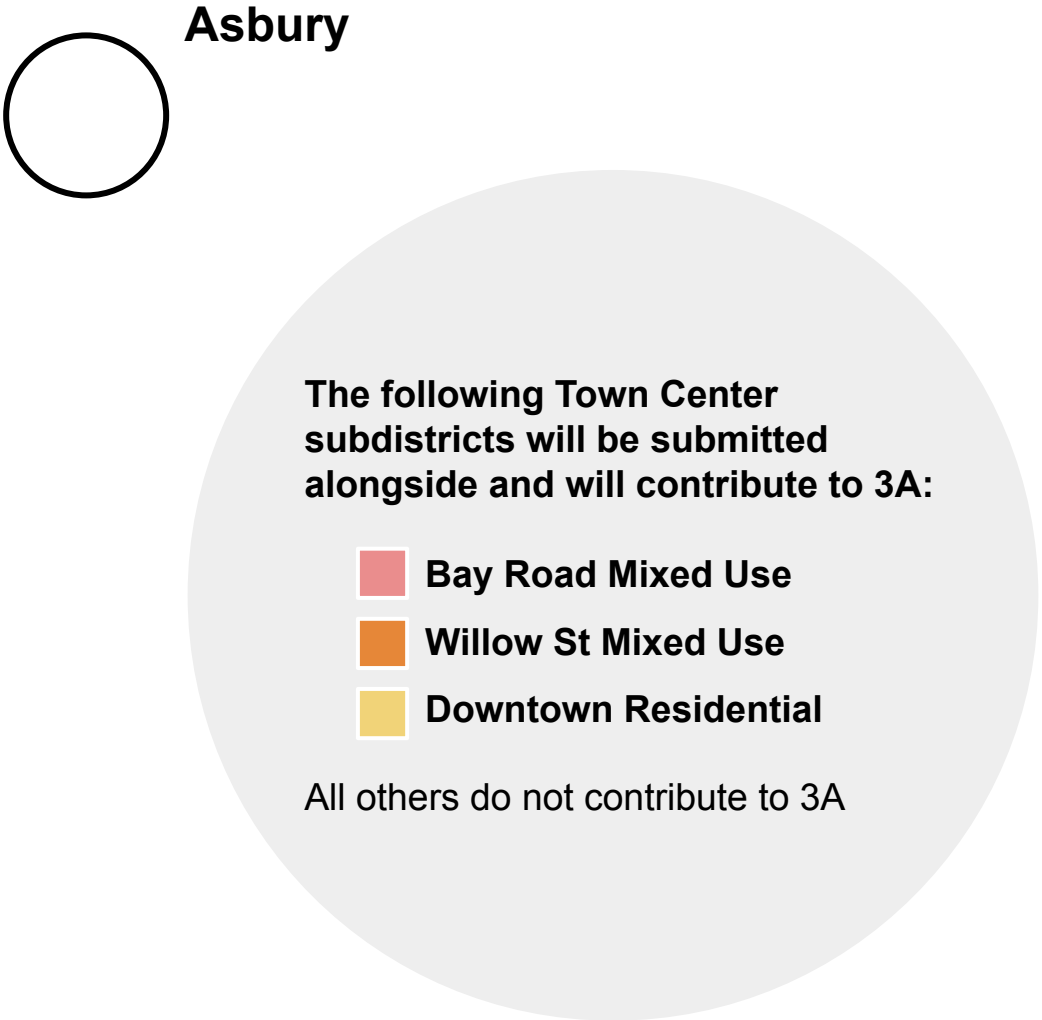 Asbury
The following Town Center
subdistricts will be submitted
alongside and will contribute to 3A:
Bay Road Mixed Use
Willow St Mixed Use
Downtown Residential
All others do not contribute to 3A